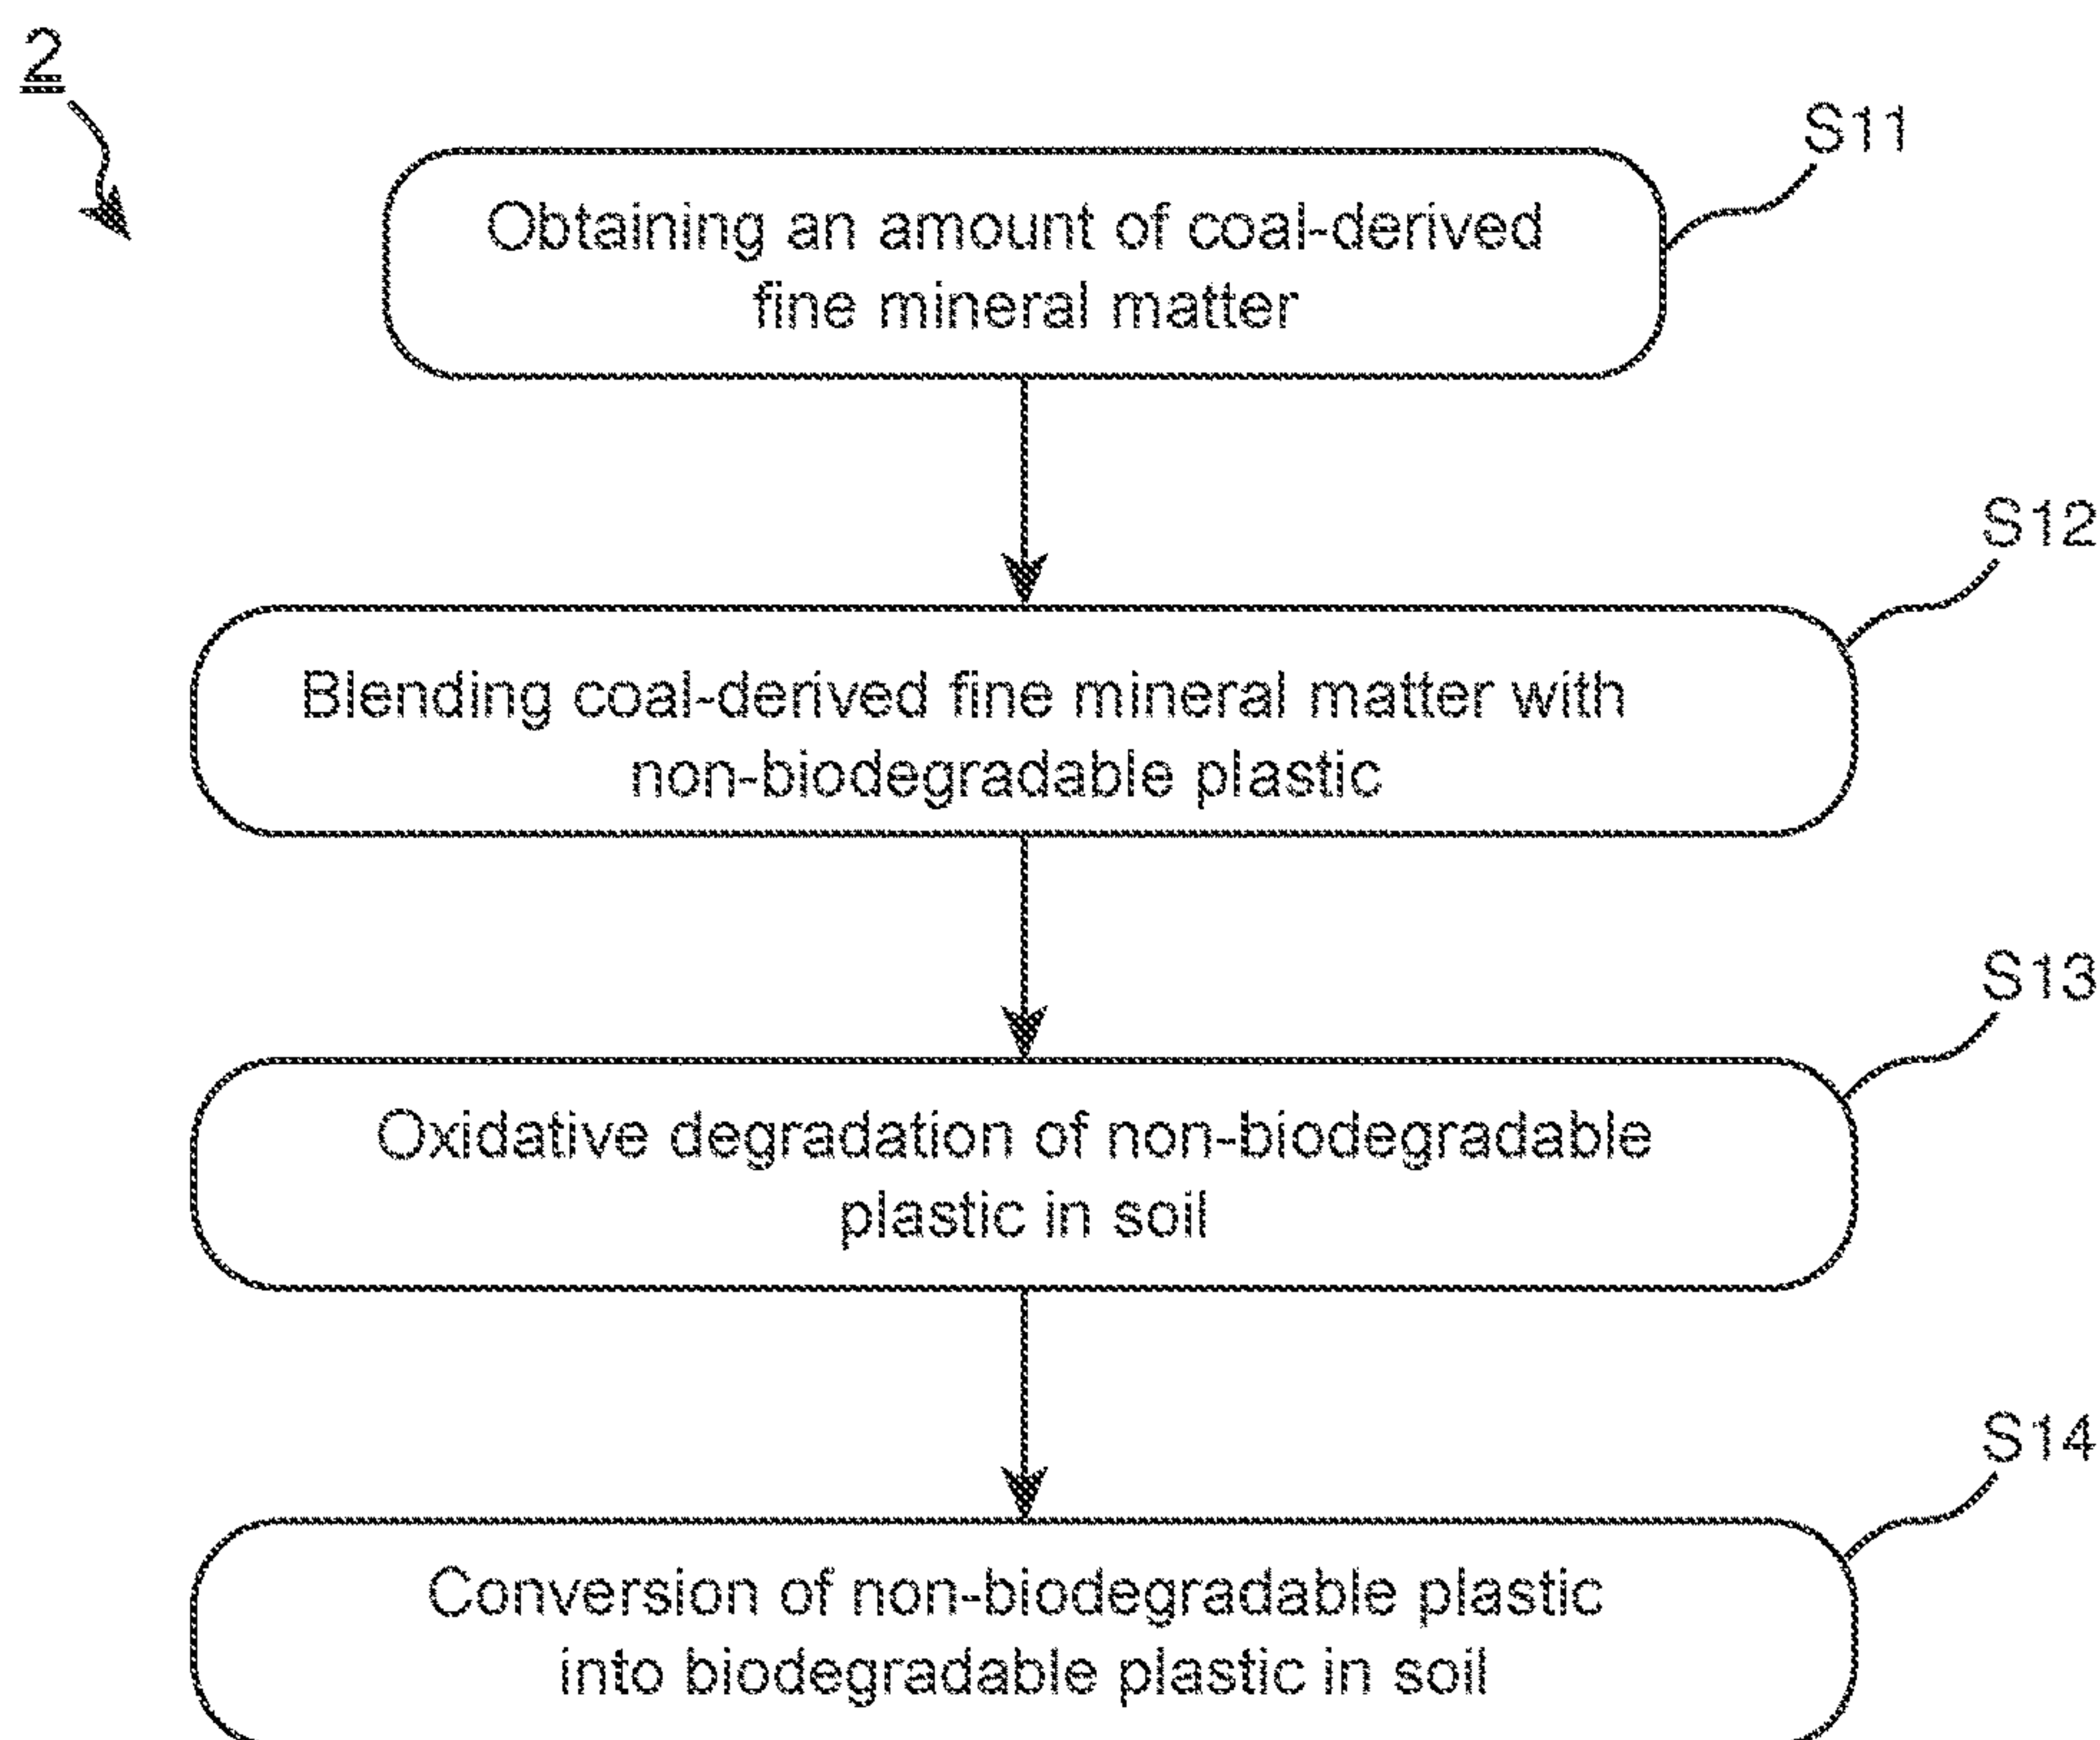 2
S11
Obtaining an amount of coal-derived
fine mineral matter
S12
Blending coal-derived fine mineral matter with
non-biodegradable plastic
S13
Oxidative degradation of non-biodegradable
plastic in soil
S14
Conversion of non-biodegradable plastic
into biodegradable plastic in soil